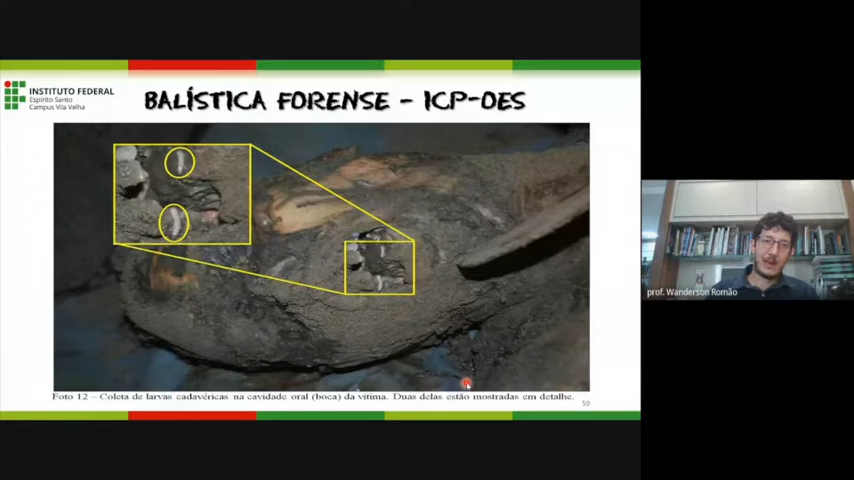 INSTITUTO FEDERAL
Espírito Santo
Campus Vila Velha
BALÍSTICA FORENSE - ICP-OES
prof. Wanderson Romão
Foto 12 – Coleta de larvas cadavéricas na cavidade oral (boca) da vítima. Duas delas estão mostradas em detalhe.
59